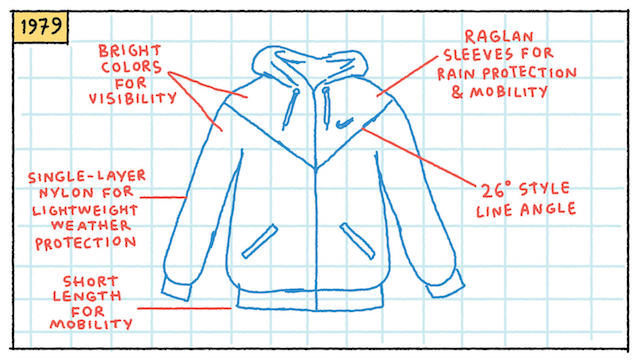 1979
BRIGHT
COLORS
FOR
VISIBILITY
RAGLAN
SLEEVES FOR
RAIN PROTECTION
& MOBILITY
SINGLE-LAYER
NYLON FOR
LIGHTWEIGHT
WEATHER
PROTECTION
26° STYLE
LINE ANGLE
SHORT
LENGTH
FOR
MOBILITY